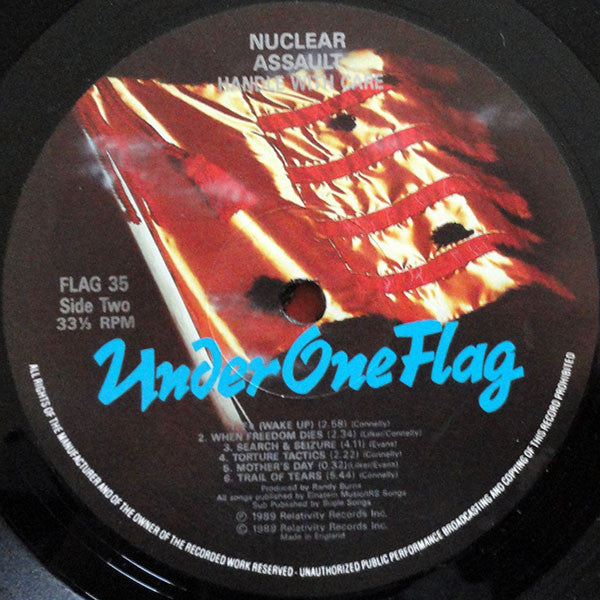 NUCLEAR
ASSAULT
HANDLE WITH CARE
FLAG 35
Side Two
33⅓ RPM
Under One Flag
(WAKE UP) (2.58) (Connelly)
2. WHEN FREEDOM DIES (2.34) (Lilker/Connelly)
3. SEARCH & SEIZURE (4.11) (Evans)
4. TORTURE TACTICS (2.22) (Connelly)
5. MOTHER'S DAY (0.32) (Lilker/Evans)
6. TRAIL OF TEARS (5.44) (Connelly)
Produced by Randy Burns
All songs published by Einstein Music/RS Songs
Sub Published by Bople Songs
℗ 1989 Relativity Records Inc.
© 1989 Relativity Records Inc.
Made in England
ALL RIGHTS OF THE MANUFACTURER AND OF THE OWNER OF THE RECORDED WORK RESERVED - UNAUTHORIZED PUBLIC PERFORMANCE BROADCASTING AND COPYING OF THIS RECORD PROHIBITED